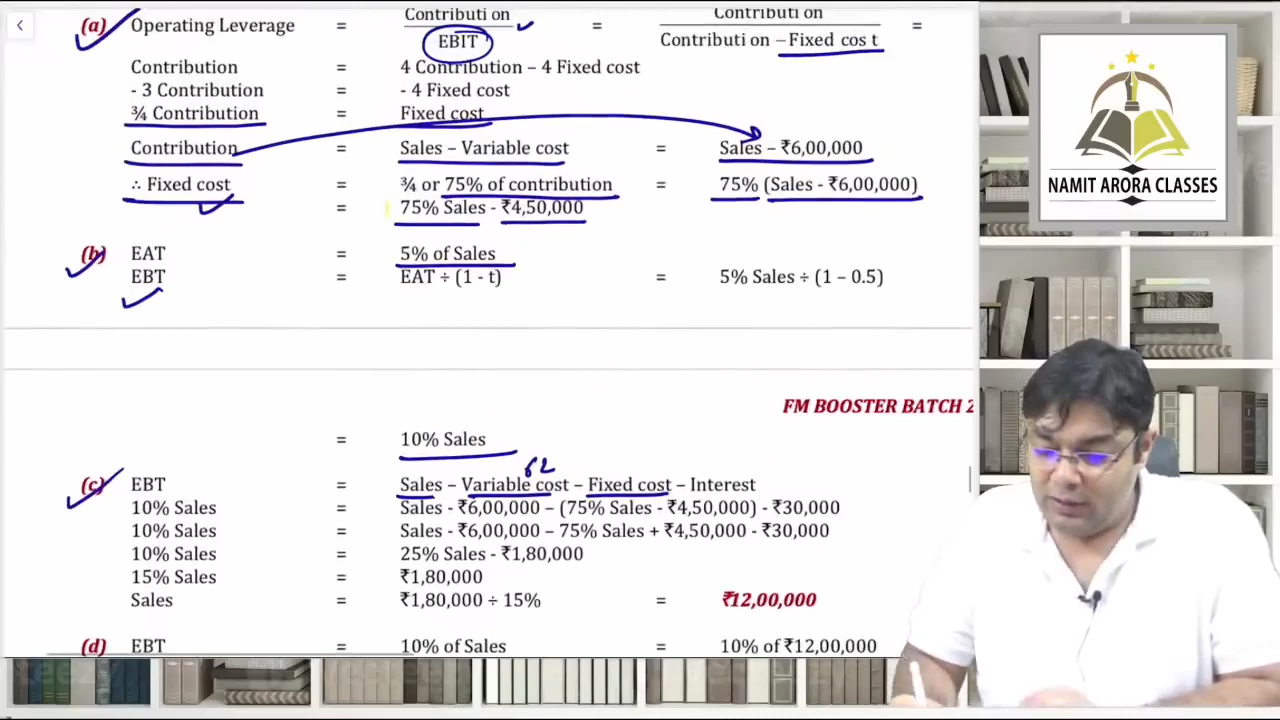 (a) Operating Leverage = Contributi on / EBIT = Contributi on / Contributi on – Fixed cos t =
Contribution = 4 Contribution – 4 Fixed cost
- 3 Contribution = - 4 Fixed cost
¾ Contribution = Fixed cost
Contribution = Sales – Variable cost = Sales – ₹6,00,000
∴ Fixed cost = ¾ or 75% of contribution = 75% (Sales - ₹6,00,000)
= 75% Sales - ₹4,50,000
(b) EAT = 5% of Sales
EBT = EAT ÷ (1 - t) = 5% Sales ÷ (1 – 0.5)
FM BOOSTER BATCH 2
= 10% Sales
6L
(c) EBT = Sales – Variable cost – Fixed cost – Interest
10% Sales = Sales - ₹6,00,000 – (75% Sales - ₹4,50,000) - ₹30,000
10% Sales = Sales - ₹6,00,000 – 75% Sales + ₹4,50,000 - ₹30,000
10% Sales = 25% Sales - ₹1,80,000
15% Sales = ₹1,80,000
Sales = ₹1,80,000 ÷ 15% = ₹12,00,000
(d) EBT = 10% of Sales = 10% of ₹12,00,000
NAMIT ARORA CLASSES